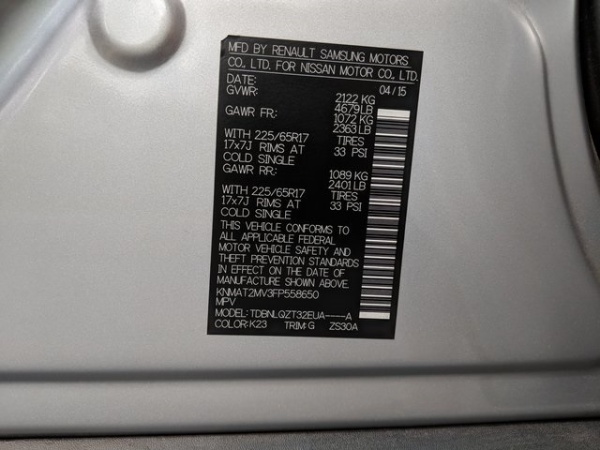 MFD BY RENAULT SAMSUNG MOTORS
CO., LTD. FOR NISSAN MOTOR CO., LTD.
DATE: 04/15
GVWR: 2122 KG
4679 LB
GAWR FR: 1072 KG
2363 LB
WITH 225/65R17 TIRES
17x7J RIMS AT 33 PSI
COLD SINGLE
GAWR RR: 1089 KG
2401 LB
WITH 225/65R17 TIRES
17x7J RIMS AT 33 PSI
COLD SINGLE
THIS VEHICLE CONFORMS TO
ALL APPLICABLE FEDERAL
MOTOR VEHICLE SAFETY AND
THEFT PREVENTION STANDARDS
IN EFFECT ON THE DATE OF
MANUFACTURE SHOWN ABOVE.
KNMAT2MV3FP558650
MPV
MODEL: TDBNLQZT32EUA----A
COLOR: K23 TRIM: G ZS30A